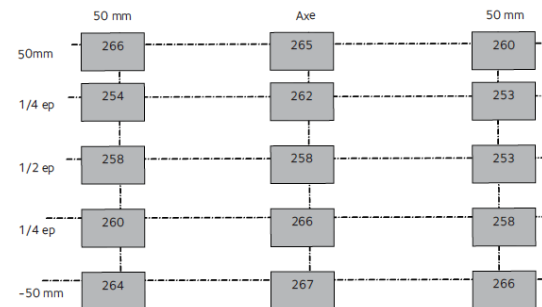 50 mm Axe 50 mm
50mm 266 265 260
1/4 ep 254 262 253
1/2 ep 258 258 253
1/4 ep 260 266 258
-50 mm 264 267 266